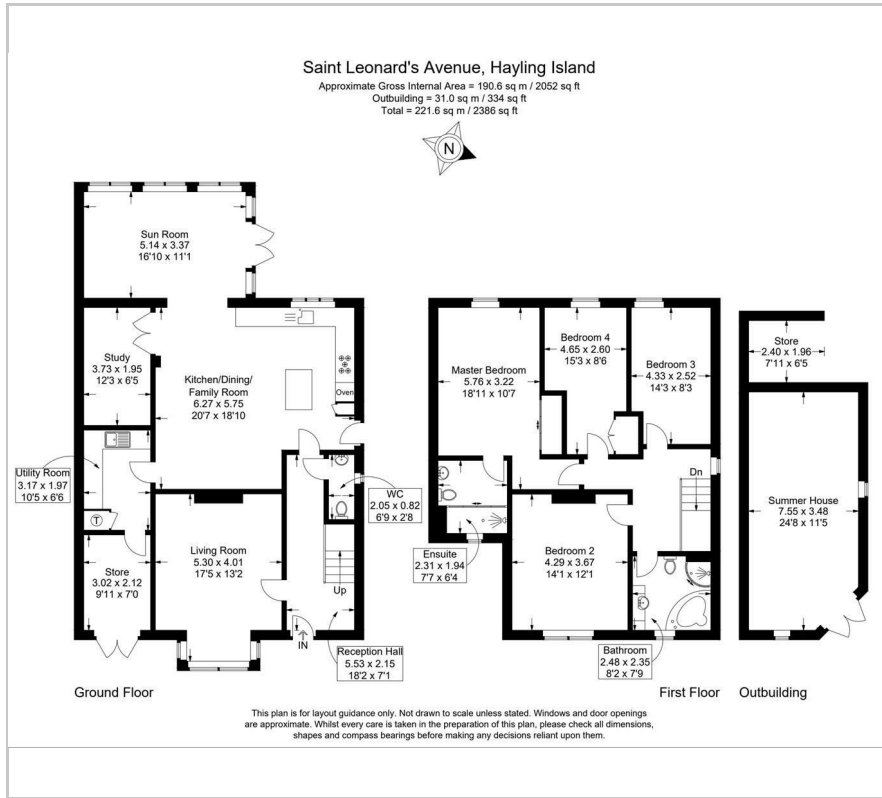 Saint Leonard's Avenue, Hayling Island
Approximate Gross Internal Area = 190.6 sq m / 2052 sq ft
Outbuilding = 31.0 sq m / 334 sq ft
Total = 221.6 sq m / 2386 sq ft
N
Sun Room
5.14 x 3.37
16'10 x 11'1
Study
3.73 x 1.95
12'3 x 6'5
Kitchen/Dining/
Family Room
6.27 x 5.75
20'7 x 18'10
Oven
Utility Room
3.17 x 1.97
10'5 x 6'6
T
WC
2.05 x 0.82
6'9 x 2'8
Living Room
5.30 x 4.01
17'5 x 13'2
Store
3.02 x 2.12
9'11 x 7'0
Up
IN
Reception Hall
5.53 x 2.15
18'2 x 7'1
Ground Floor
Master Bedroom
5.76 x 3.22
18'11 x 10'7
Bedroom 4
4.65 x 2.60
15'3 x 8'6
Bedroom 3
4.33 x 2.52
14'3 x 8'3
Dn
Ensuite
2.31 x 1.94
7'7 x 6'4
Bedroom 2
4.29 x 3.67
14'1 x 12'1
Bathroom
2.48 x 2.35
8'2 x 7'9
First Floor
Store
2.40 x 1.96
7'11 x 6'5
Summer House
7.55 x 3.48
24'8 x 11'5
Outbuilding
This plan is for layout guidance only. Not drawn to scale unless stated. Windows and door openings
are approximate. Whilst every care is taken in the preparation of this plan, please check all dimensions,
shapes and compass bearings before making any decisions reliant upon them.